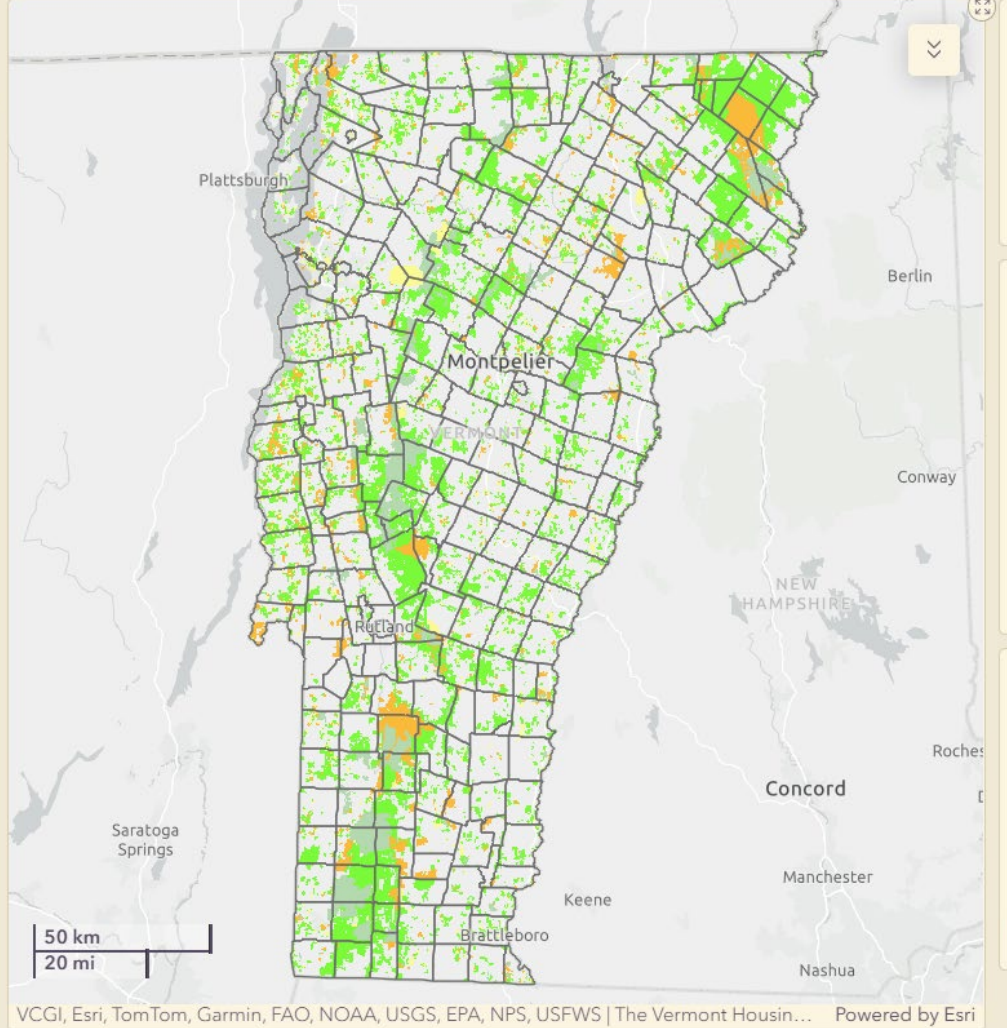 Plattsburgh
Berlin
Montpelier
VERMONT
Conway
NEW
HAMPSHIRE
Rutland
Roches
Concord
Saratoga
Springs
Manchester
Keene
50 km
20 mi
Brattleboro
Nashua
VCGI, Esri, TomTom, Garmin, FAO, NOAA, USGS, EPA, NPS, USFWS | The Vermont Housin... Powered by Esri